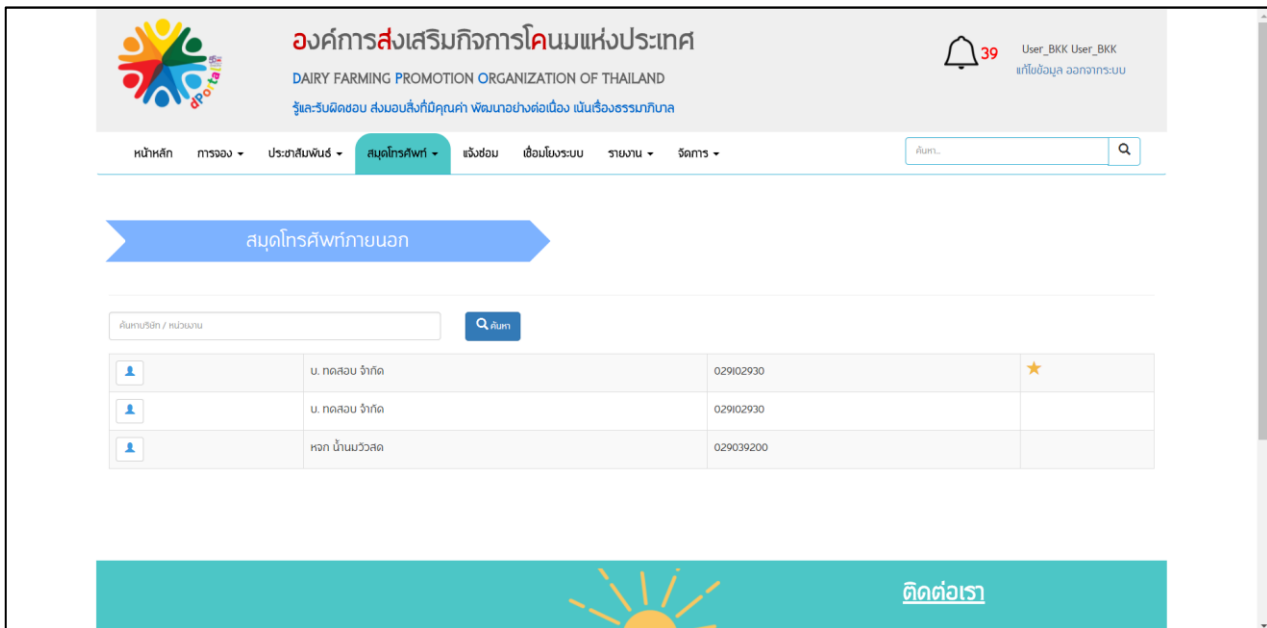 dPortal
องค์การส่งเสริมกิจการโคนมแห่งประเทศ
DAIRY FARMING PROMOTION ORGANIZATION OF THAILAND
รู้และรับผิดชอบ ส่งมอบสิ่งที่มีคุณค่า พัฒนาอย่างต่อเนื่อง เน้นเรื่องธรรมาภิบาล
39
User_BKK User_BKK
แก้ไขข้อมูล ออกจากระบบ
หน้าหลัก การจอง ประชาสัมพันธ์ สมุดโทรศัพท์ แจ้งซ่อม เชื่อมโยงระบบ รายงาน จัดการ ค้นหา..
สมุดโทรศัพท์ภายนอก
ค้นหาบริษัท / หน่วยงาน ค้นหา
บ. ทดสอบ จำกัด 029102930
บ. ทดสอบ จำกัด 029102930
หจก น้ำนมวัวสด 029039200
ติดต่อเรา